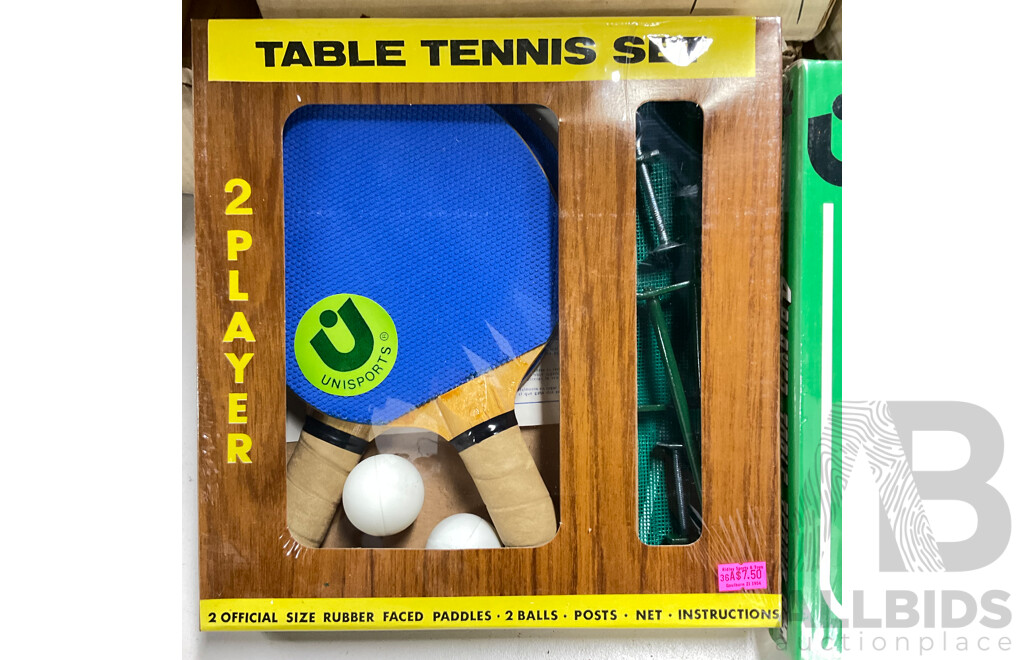 TABLE TENNIS SET
2 PLAYER
UNISPORTS ®
$7.50
2 OFFICIAL SIZE RUBBER FACED PADDLES · 2 BALLS · POSTS · NET · INSTRUCTIONS
AB
ALLBIDS
auctionplace